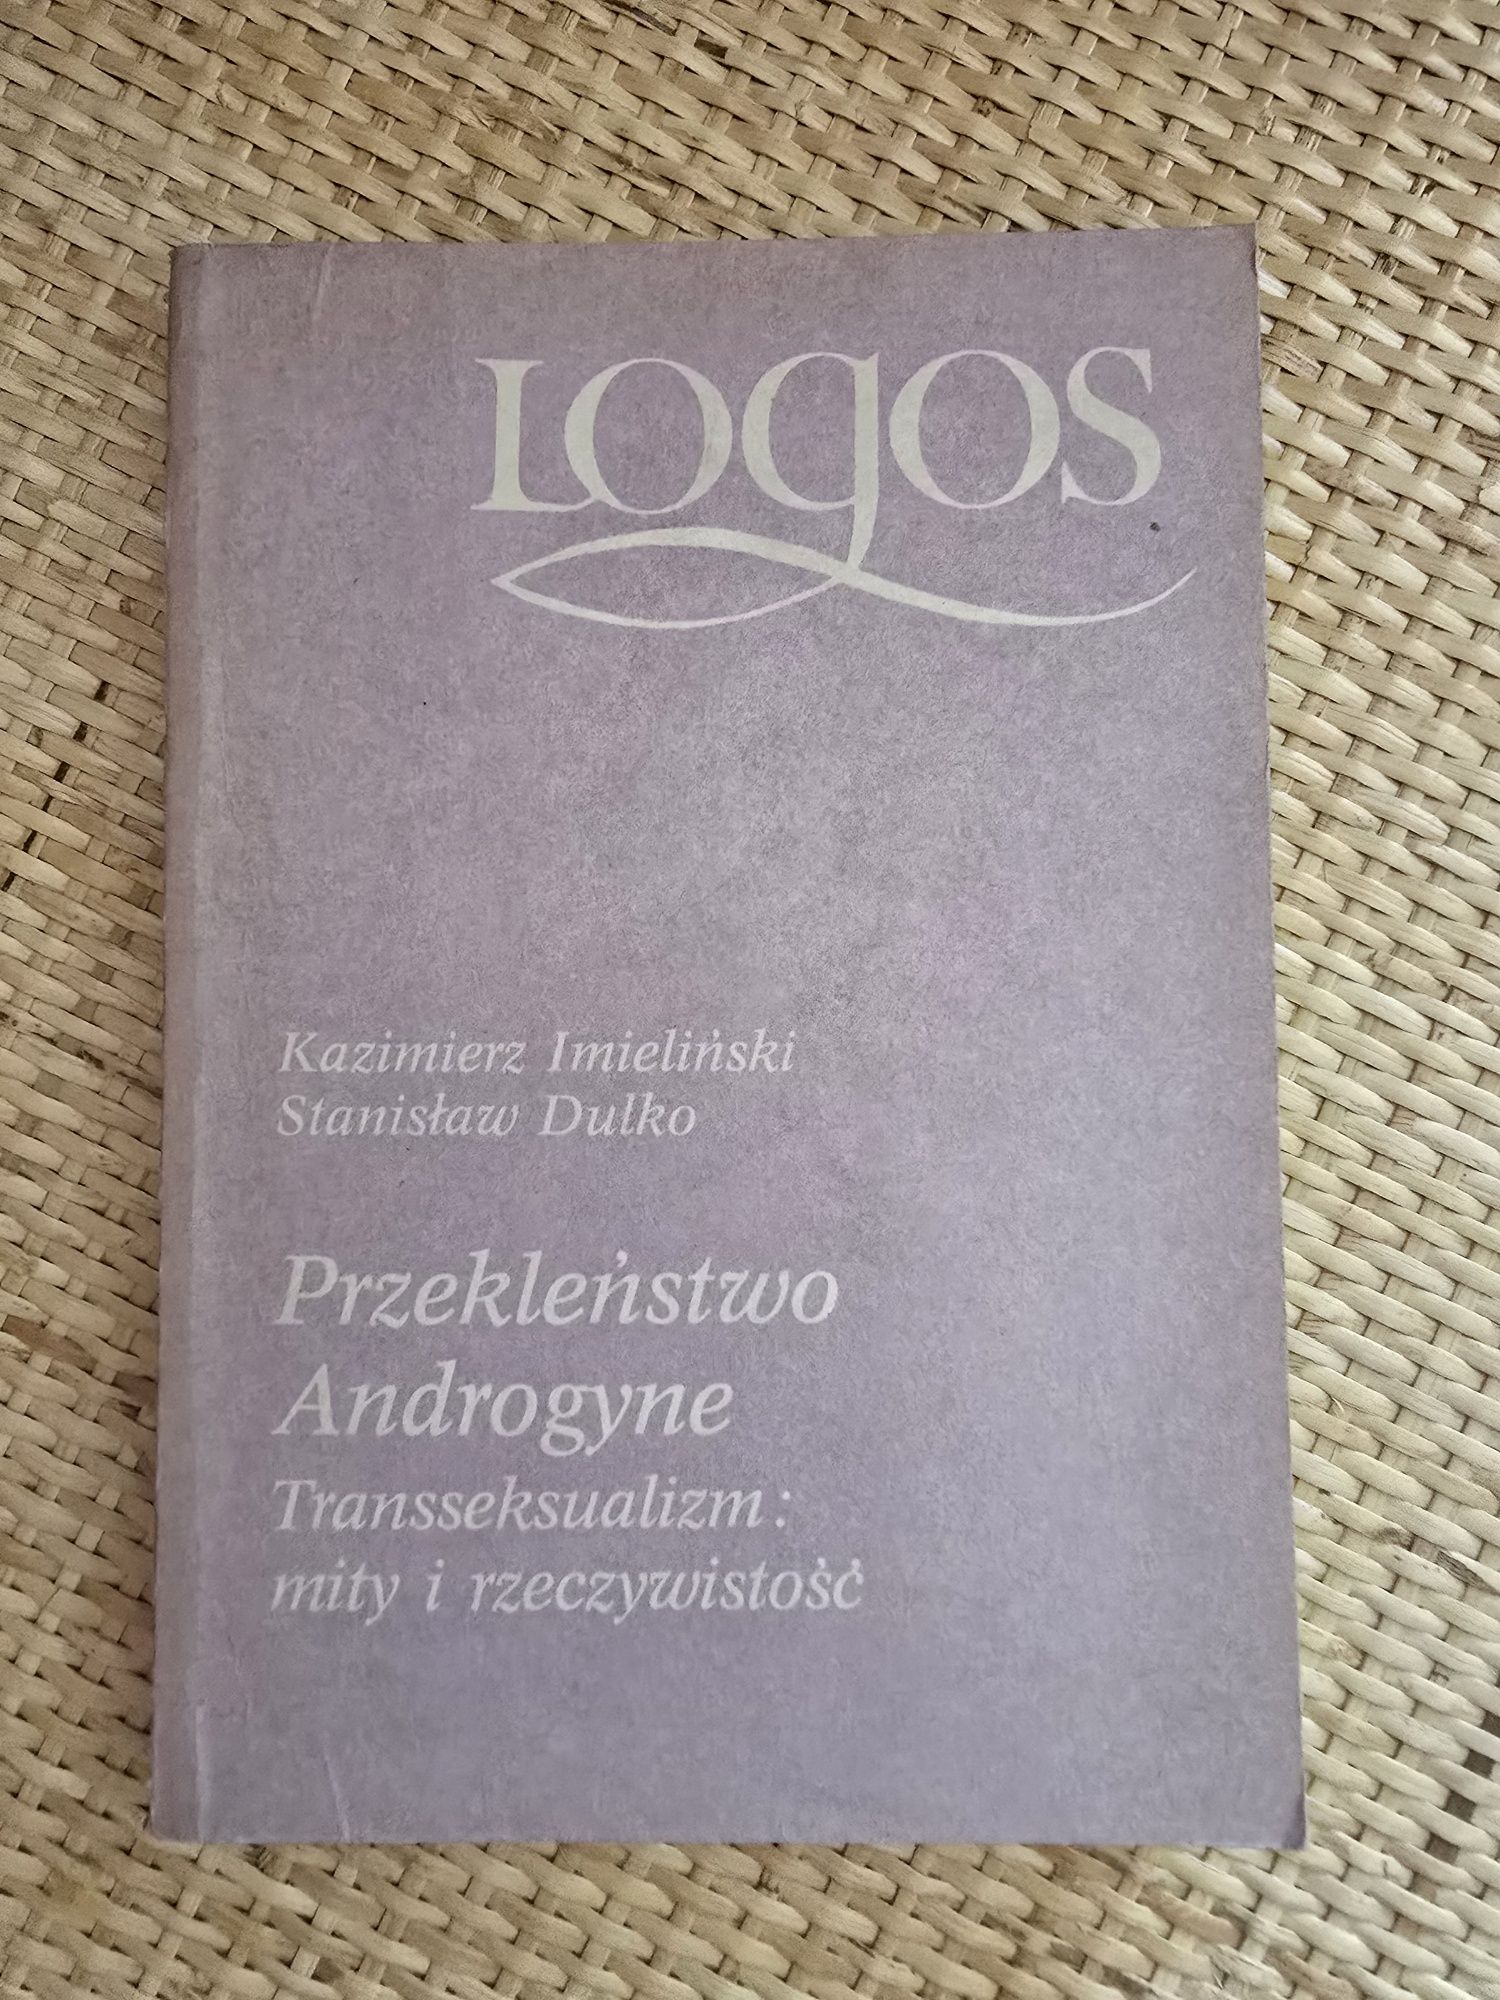 LOGOS
Kazimierz Imieliński
Stanisław Dulko
Przekleństwo
Androgyne
Transseksualizm:
mity i rzeczywistość